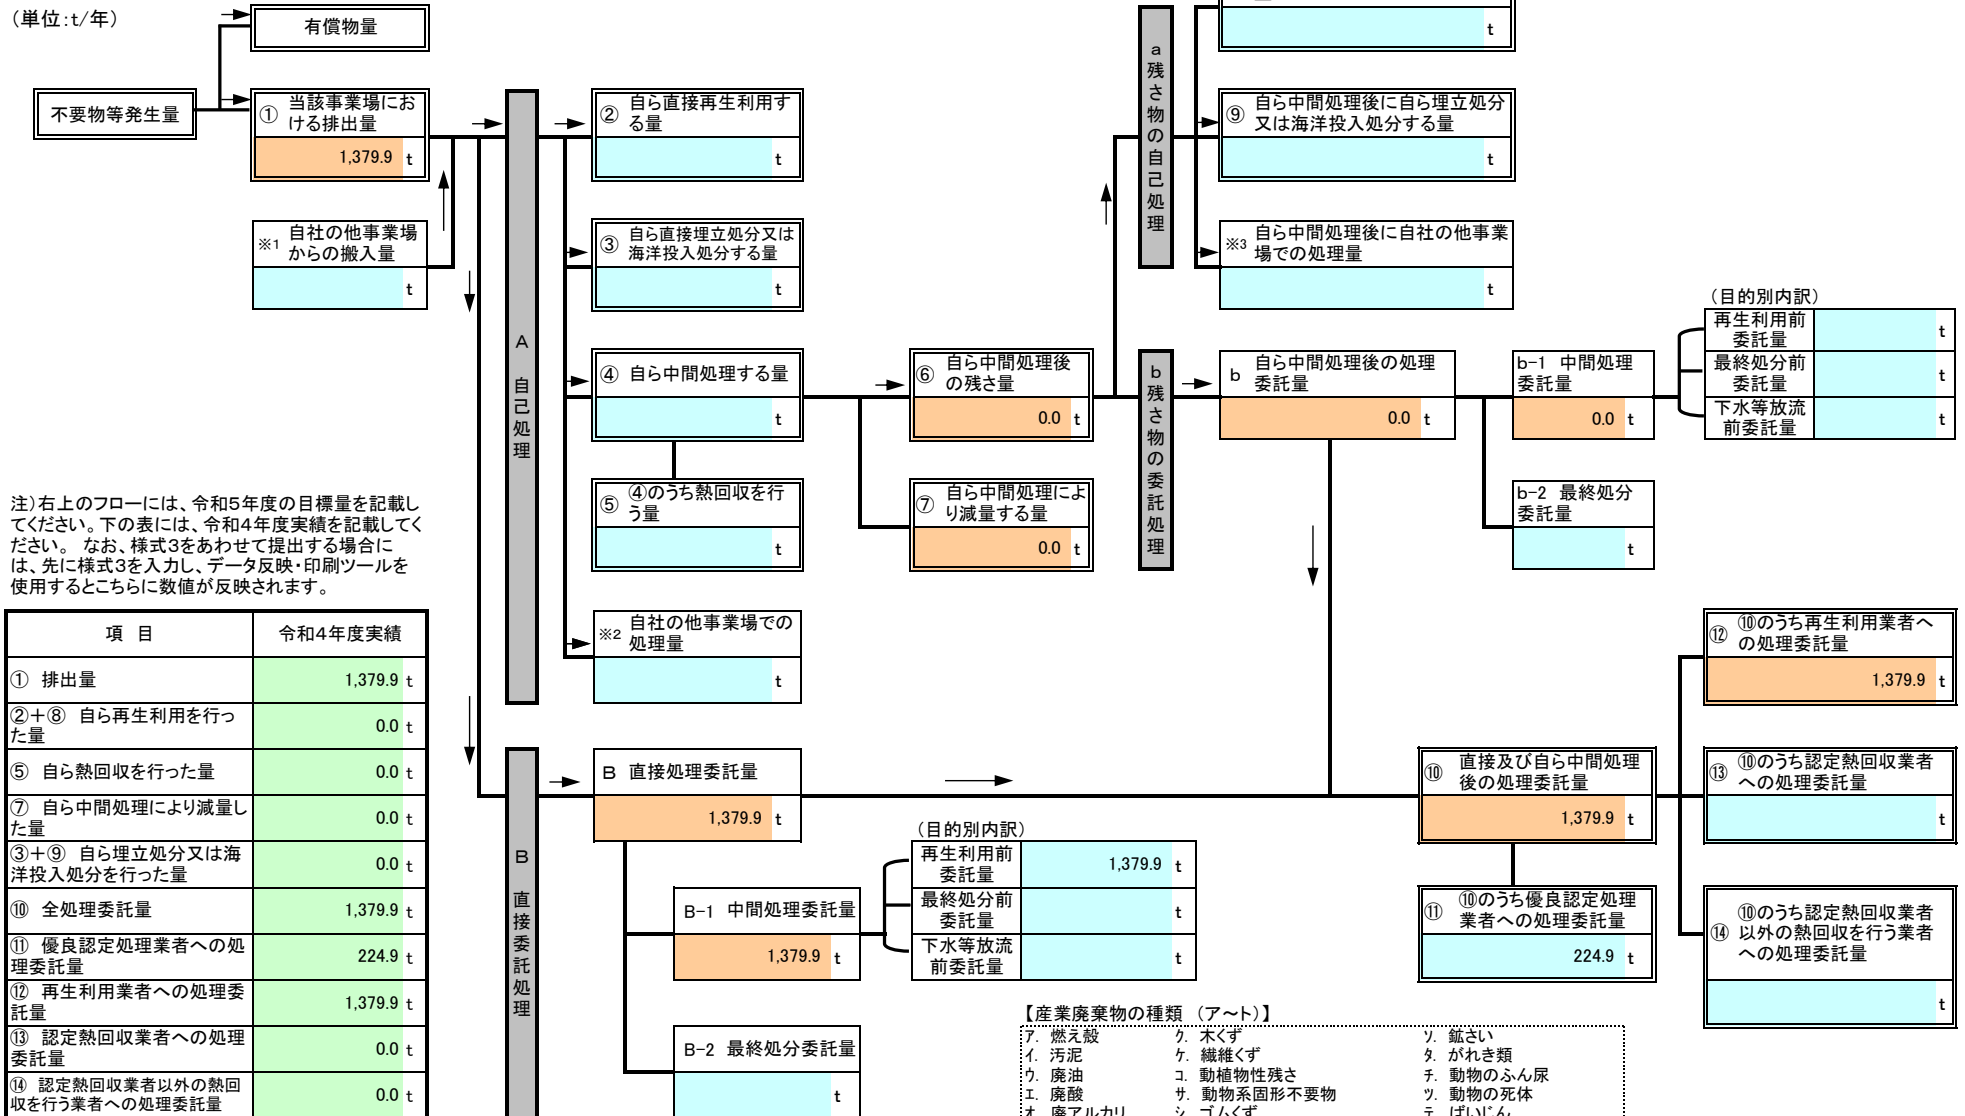 （単位:t/年）
有償物量
不要物等発生量
① 当該事業場にお
ける排出量
1,379.9 t
※1 自社の他事業場
からの搬入量
t
A 自己処理
② 自ら直接再生利用す
る量
t
③ 自ら直接埋立処分又は
海洋投入処分する量
t
④ 自ら中間処理する量
t
⑤ ④のうち熱回収を行
う量
t
※2 自社の他事業場での
処理量
t
⑥ 自ら中間処理後
の残さ量
0.0 t
⑦ 自ら中間処理によ
り減量する量
0.0 t
a 残さ物の自己処理
t
⑨ 自ら中間処理後に自ら埋立処分
又は海洋投入処分する量
t
※3 自ら中間処理後に自社の他事業
場での処理量
t
b 残さ物の委託処理
b 自ら中間処理後の処理
委託量
0.0 t
b-1 中間処理
委託量
0.0 t
b-2 最終処分
委託量
t
（目的別内訳）
再生利用前
委託量
t
最終処分前
委託量
t
下水等放流
前委託量
t
注）右上のフローには、令和5年度の目標量を記載し
てください。下の表には、令和4年度実績を記載してく
ださい。 なお、様式3をあわせて提出する場合に
は、先に様式3を入力し、データ反映・印刷ツールを
使用するとこちらに数値が反映されます。
項 目 令和4年度実績
① 排出量 1,379.9 t
②＋⑧ 自ら再生利用を行っ
た量 0.0 t
⑤ 自ら熱回収を行った量 0.0 t
⑦ 自ら中間処理により減量し
た量 0.0 t
③＋⑨ 自ら埋立処分又は海
洋投入処分を行った量 0.0 t
⑩ 全処理委託量 1,379.9 t
⑪ 優良認定処理業者への処
理委託量 224.9 t
⑫ 再生利用業者への処理委
託量 1,379.9 t
⑬ 認定熱回収業者への処理
委託量 0.0 t
⑭ 認定熱回収業者以外の熱回
収を行う業者への処理委託量 0.0 t
B 直接委託処理
B 直接処理委託量
1,379.9 t
B-1 中間処理委託量
1,379.9 t
B-2 最終処分委託量
t
（目的別内訳）
再生利用前
委託量
1,379.9 t
最終処分前
委託量
t
下水等放流
前委託量
t
⑩ 直接及び自ら中間処理
後の処理委託量
1,379.9 t
⑪ ⑩のうち優良認定処理
業者への処理委託量
224.9 t
⑫ ⑩のうち再生利用業者へ
の処理委託量
1,379.9 t
⑬ ⑩のうち認定熱回収業者
への処理委託量
t
⑭ ⑩のうち認定熱回収業者
以外の熱回収を行う業者
への処理委託量
t
【産業廃棄物の種類 （ア～ト）】
ｱ. 燃え殻 ｸ. 木くず ｿ. 鉱さい
ｲ. 汚泥 ｹ. 繊維くず ﾀ. がれき類
ｳ. 廃油 ｺ. 動植物性残さ ﾁ. 動物のふん尿
ｴ. 廃酸 ｻ. 動物系固形不要物 ﾂ. 動物の死体
ｵ. 廃アルカリ ｼ. ゴムくず ﾃ. ばいじん